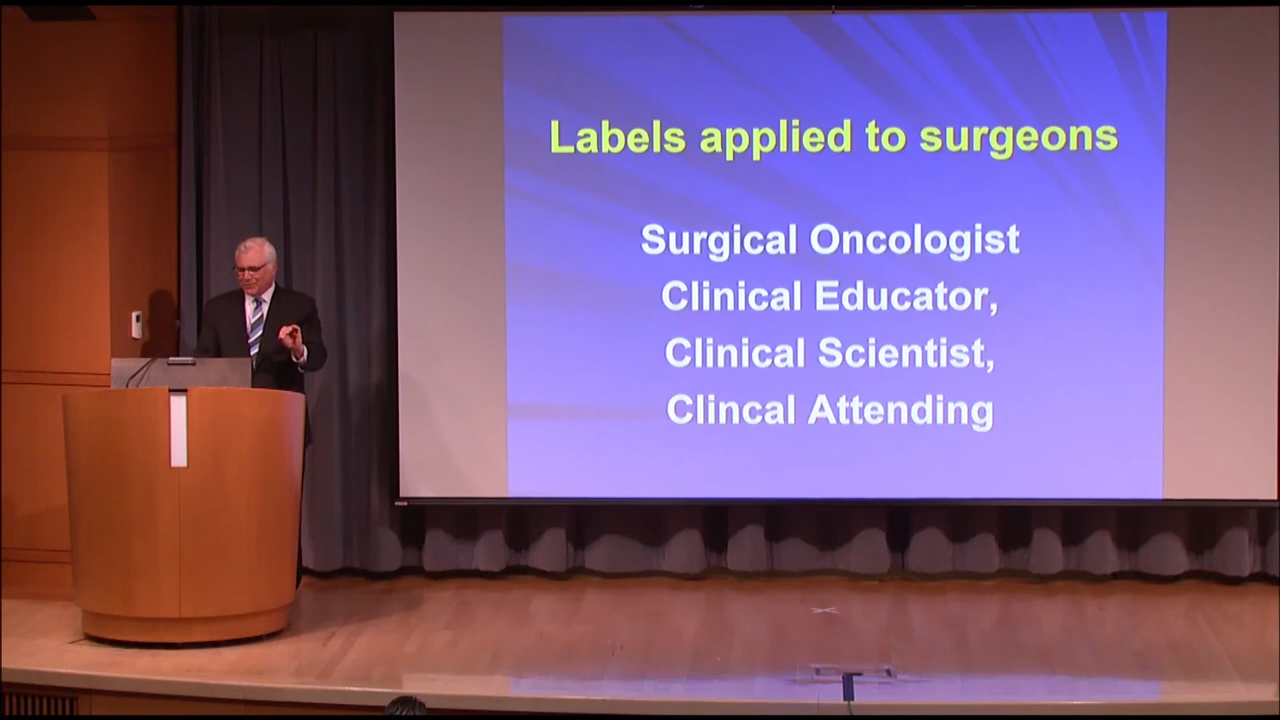 Labels applied to surgeons
Surgical Oncologist
Clinical Educator,
Clinical Scientist,
Clincal Attending